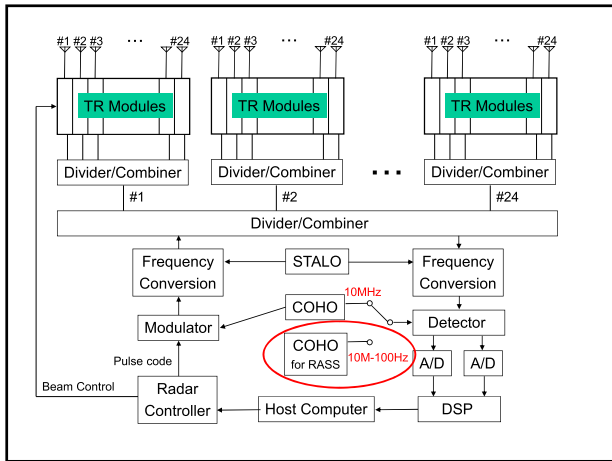 #1 #2 #3 ... #24 #1 #2 #3 ... #24 #1 #2 #3 ... #24
TR Modules TR Modules TR Modules
Divider/Combiner Divider/Combiner ... Divider/Combiner
#1 #2 #24
Divider/Combiner
Frequency Conversion
STALO
Frequency Conversion
COHO
10MHz
Modulator
Detector
COHO for RASS
10M-100Hz
A/D A/D
Pulse code
Beam Control
Radar Controller
Host Computer
DSP